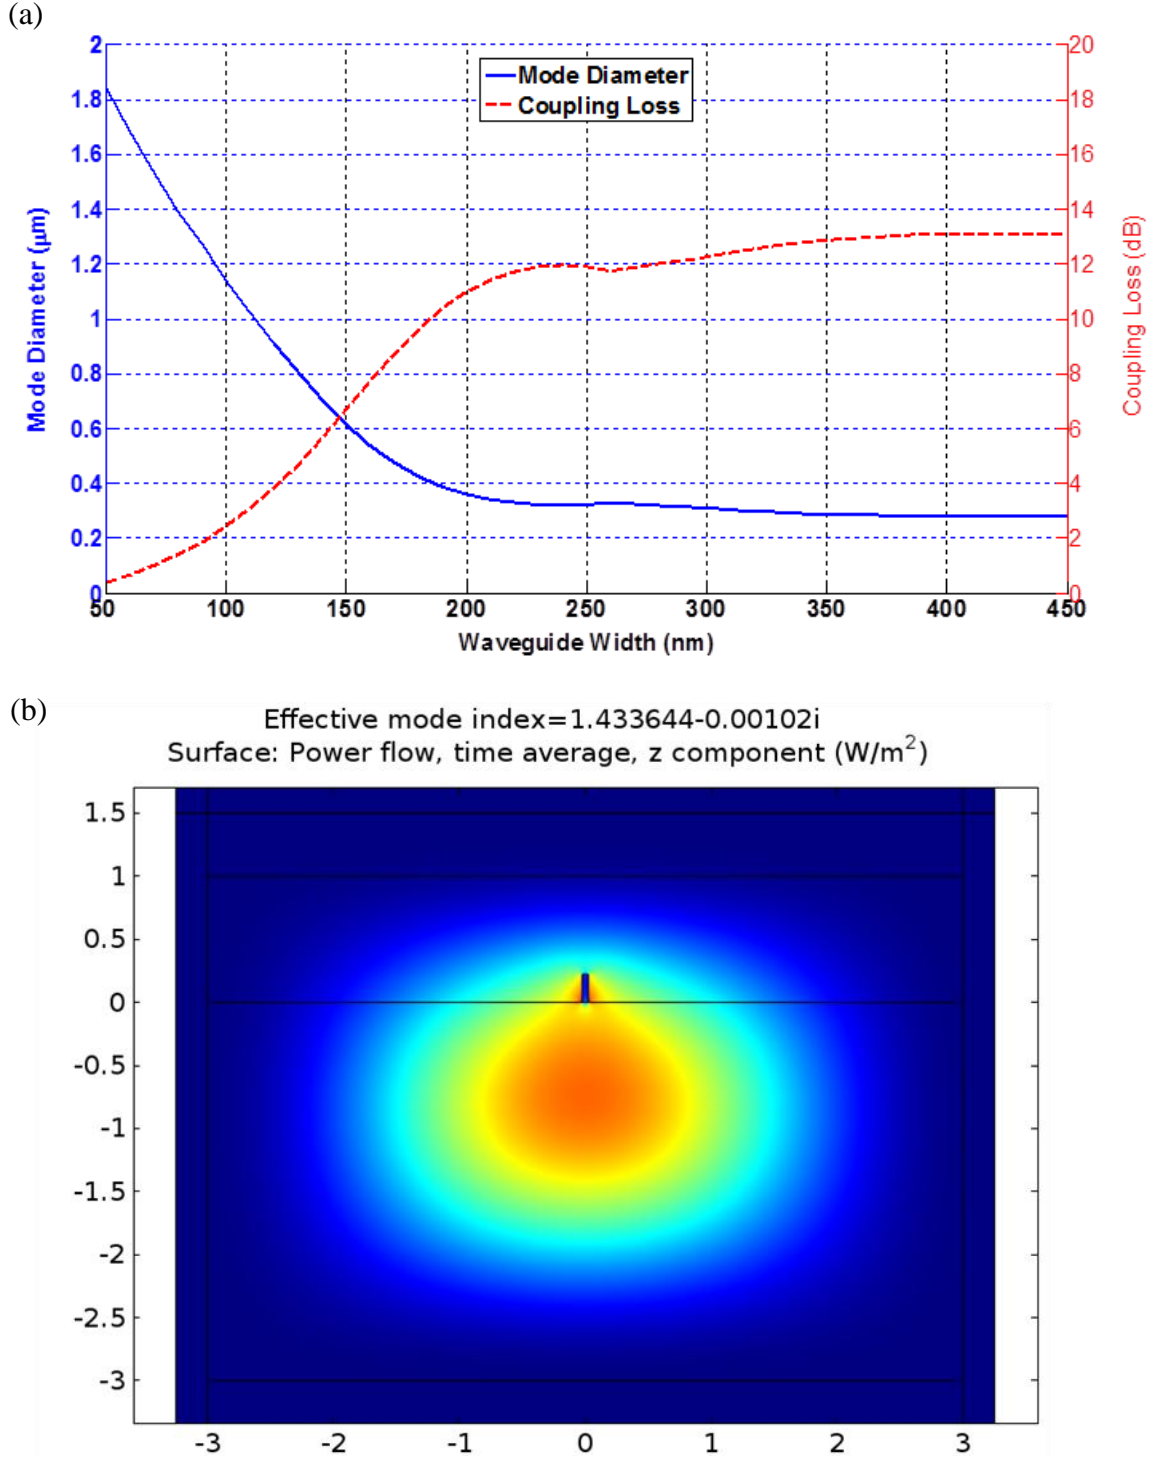 (a)
2
1.8
1.6
1.4
1.2
1
0.8
0.6
0.4
0.2
0
Mode Diameter (μm)
Mode Diameter
Coupling Loss
20
18
16
14
12
10
8
6
4
2
0
Coupling Loss (dB)
50 100 150 200 250 300 350 400 450
Waveguide Width (nm)
(b)
Effective mode index=1.433644-0.00102i
Surface: Power flow, time average, z component (W/m²)
1.5
1
0.5
0
-0.5
-1
-1.5
-2
-2.5
-3
-3 -2 -1 0 1 2 3